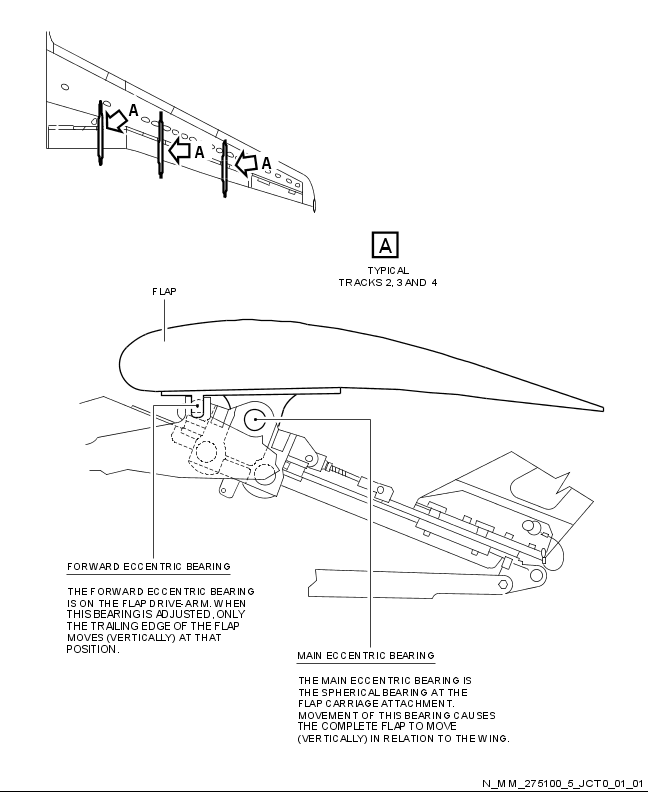 A
A
A
A
TYPICAL
TRACKS 2, 3 AND 4
FLAP
FORWARD ECCENTRIC BEARING
THE FORWARD ECCENTRIC BEARING
IS ON THE FLAP DRIVE-ARM. WHEN
THIS BEARING IS ADJUSTED, ONLY
THE TRAILING EDGE OF THE FLAP
MOVES (VERTICALLY) AT THAT
POSITION.
MAIN ECCENTRIC BEARING
THE MAIN ECCENTRIC BEARING IS
THE SPHERICAL BEARING AT THE
FLAP CARRIAGE ATTACHMENT.
MOVEMENT OF THIS BEARING CAUSES
THE COMPLETE FLAP TO MOVE
(VERTICALLY) IN RELATION TO THE WING.
N_MM_275100_5_JCT0_01_01